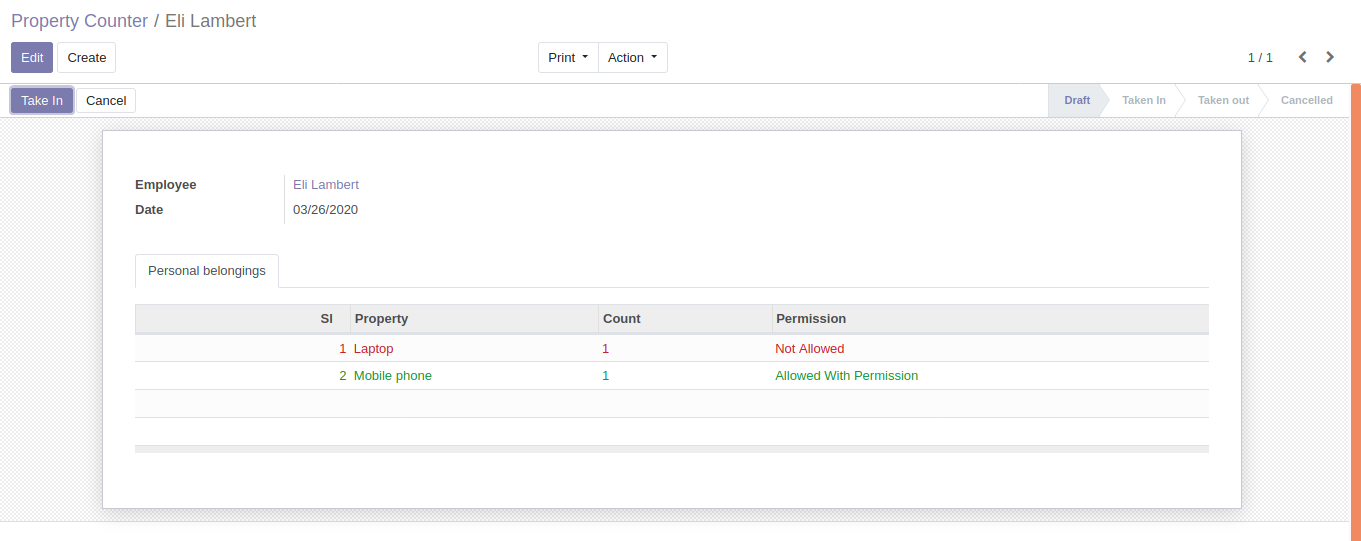 Property Counter / Eli Lambert
Edit Create Print Action 1 / 1
Take In Cancel Draft Taken In Taken out Cancelled
Employee Eli Lambert
Date 03/26/2020
Personal belongings
Sl Property Count Permission
1 Laptop 1 Not Allowed
2 Mobile phone 1 Allowed With Permission